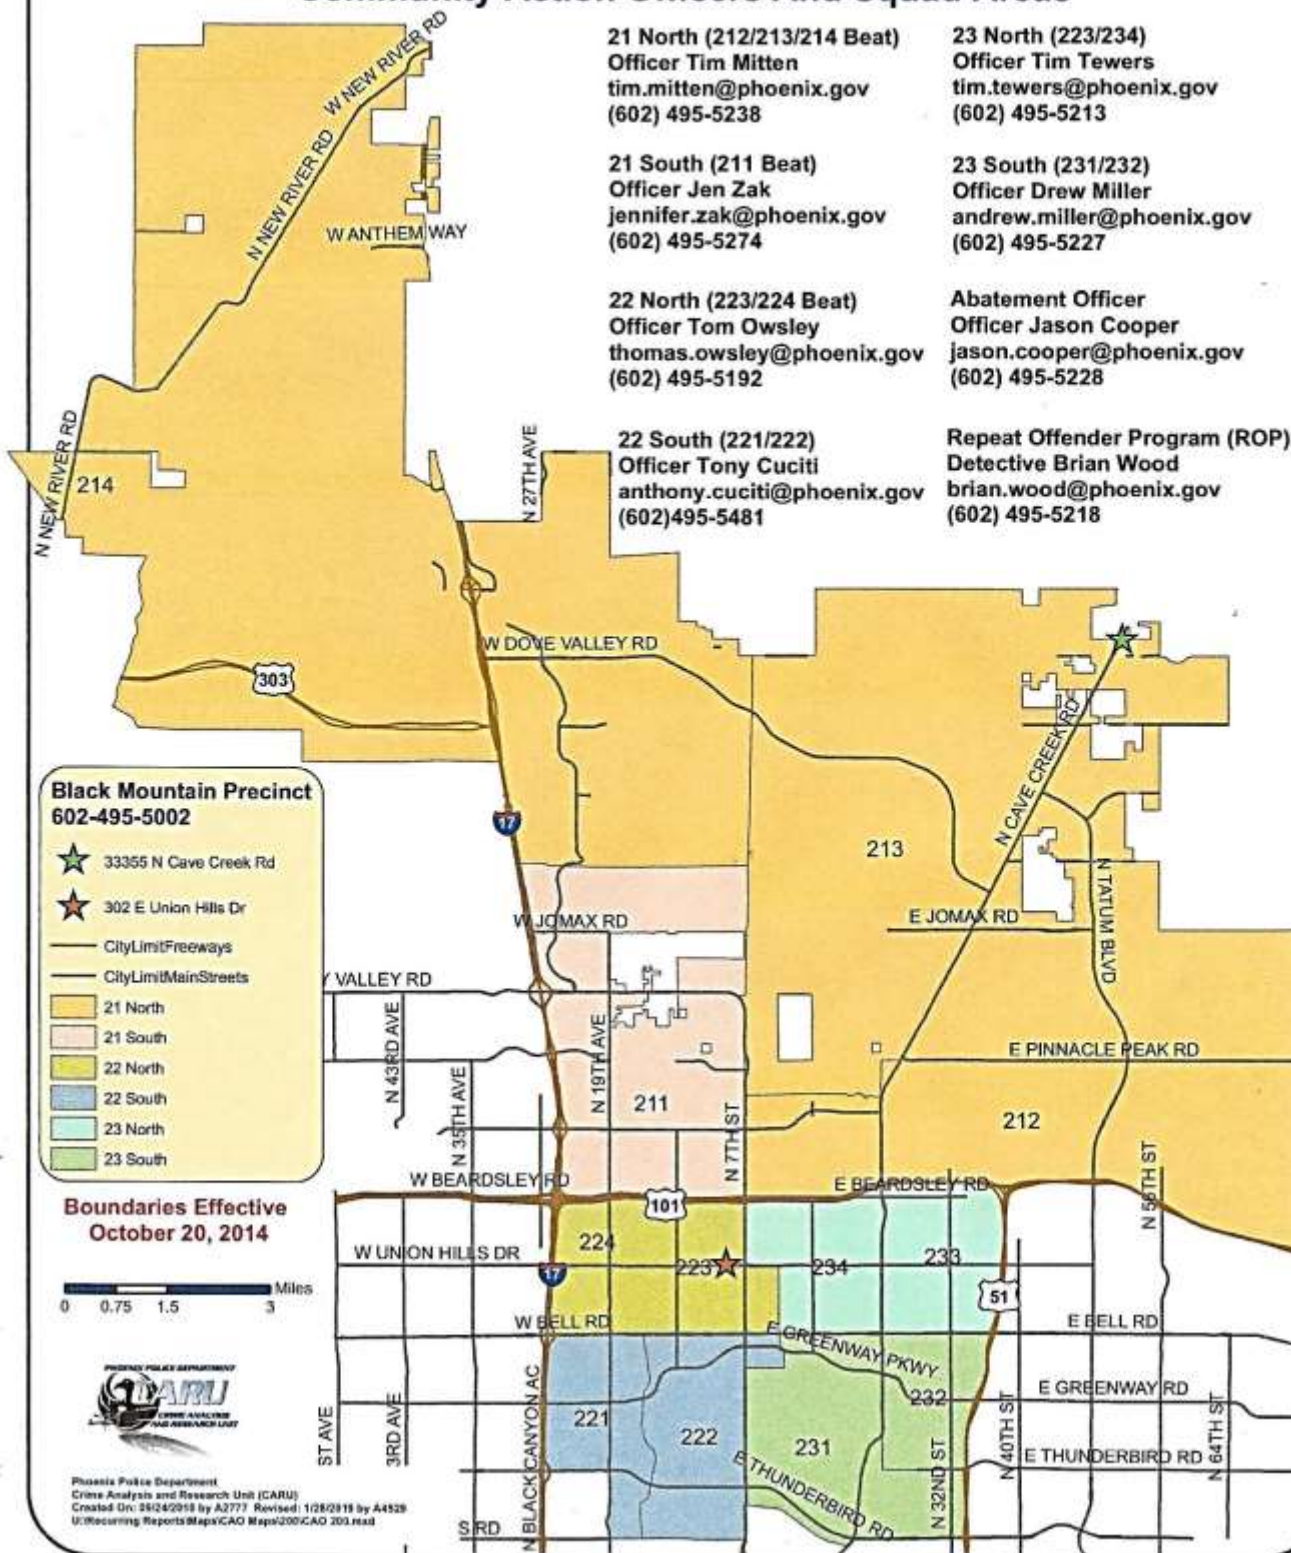 21 North (212/213/214 Beat)
Officer Tim Mitten
tim.mitten@phoenix.gov
(602) 495-5238
23 North (223/234)
Officer Tim Tewers
tim.tewers@phoenix.gov
(602) 495-5213
21 South (211 Beat)
Officer Jen Zak
jennifer.zak@phoenix.gov
(602) 495-5274
23 South (231/232)
Officer Drew Miller
andrew.miller@phoenix.gov
(602) 495-5227
22 North (223/224 Beat)
Officer Tom Owsley
thomas.owsley@phoenix.gov
(602) 495-5192
Abatement Officer
Officer Jason Cooper
jason.cooper@phoenix.gov
(602) 495-5228
22 South (221/222)
Officer Tony Cuciti
anthony.cuciti@phoenix.gov
(602)495-5481
Repeat Offender Program (ROP)
Detective Brian Wood
brian.wood@phoenix.gov
(602) 495-5218
W NEW RIVER RD
N NEW RIVER RD
W ANTHEM WAY
N NEW RIVER RD
214
N 27TH AVE
W DOVE VALLEY RD
303
17
213
N CAVE CREEK RD
N TATUM BLVD
W JOMAX RD
E JOMAX RD
Y VALLEY RD
N 43RD AVE
N 35TH AVE
N 19TH AVE
211
N 7TH ST
E PINNACLE PEAK RD
212
N 56TH ST
W BEARDSLEY RD
E BEARDSLEY RD
101
224
W UNION HILLS DR
223
234
233
17
51
W BELL RD
E BELL RD
E GREENWAY PKWY
E GREENWAY RD
232
221
222
231
E THUNDERBIRD RD
E THUNDERBIRD RD
ST AVE
3RD AVE
N BLACK CANYON AC
N 32ND ST
N 40TH ST
N 64TH ST
S RD
Black Mountain Precinct
602-495-5002
33355 N Cave Creek Rd
302 E Union Hills Dr
CityLimitFreeways
CityLimitMainStreets
21 North
21 South
22 North
22 South
23 North
23 South
Boundaries Effective
October 20, 2014
Miles
0 0.75 1.5 3
PHOENIX POLICE DEPARTMENT
CARU
CRIME ANALYSIS
AND RESEARCH UNIT
Phoenix Police Department
Crime Analysis and Research Unit (CARU)